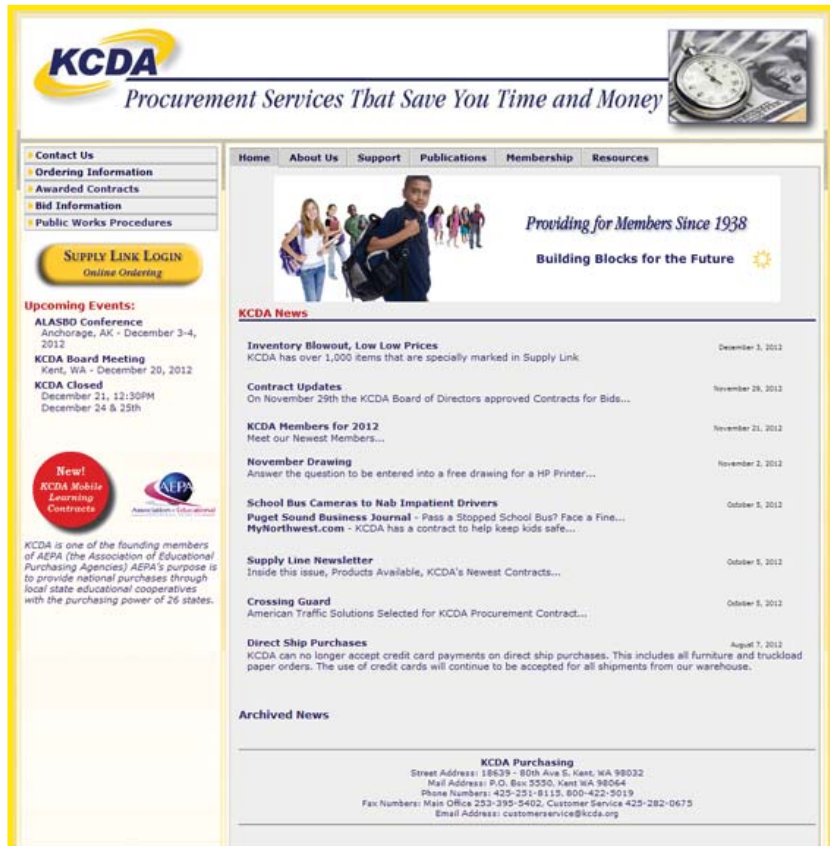 KCDA
Procurement Services That Save You Time and Money
Contact Us
Ordering Information
Awarded Contracts
Bid Information
Public Works Procedures
SUPPLY LINK LOGIN
Online Ordering
Upcoming Events:
ALASBO Conference
Anchorage, AK - December 3-4,
2012
KCDA Board Meeting
Kent, WA - December 20, 2012
KCDA Closed
December 21, 12:30PM
December 24 & 25th
New!
KCDA Mobile
Learning
Contracts
AEPA
Association of Educational
KCDA is one of the founding members
of AEPA (the Association of Educational
Purchasing Agencies) AEPA's purpose is
to provide national purchases through
local state educational cooperatives
with the purchasing power of 26 states.
Home About Us Support Publications Membership Resources
Providing for Members Since 1938
Building Blocks for the Future
KCDA News
Inventory Blowout, Low Low Prices December 3, 2012
KCDA has over 1,000 items that are specially marked in Supply Link
Contract Updates November 29, 2012
On November 29th the KCDA Board of Directors approved Contracts for Bids...
KCDA Members for 2012 November 21, 2012
Meet our Newest Members...
November Drawing November 2, 2012
Answer the question to be entered into a free drawing for a HP Printer...
School Bus Cameras to Nab Impatient Drivers October 5, 2012
Puget Sound Business Journal - Pass a Stopped School Bus? Face a Fine...
MyNorthwest.com - KCDA has a contract to help keep kids safe...
Supply Line Newsletter October 5, 2012
Inside this issue, Products Available, KCDA's Newest Contracts...
Crossing Guard October 5, 2012
American Traffic Solutions Selected for KCDA Procurement Contract...
Direct Ship Purchases August 7, 2012
KCDA can no longer accept credit card payments on direct ship purchases. This includes all furniture and truckload
paper orders. The use of credit cards will continue to be accepted for all shipments from our warehouse.
Archived News
KCDA Purchasing
Street Address: 18639 - 80th Ave S, Kent, WA 98032
Mail Address: P.O. Box 5550, Kent WA 98064
Phone Numbers: 425-251-8115, 800-422-5019
Fax Numbers: Main Office 253-395-5402, Customer Service 425-282-0675
Email Address: customerservice@kcda.org